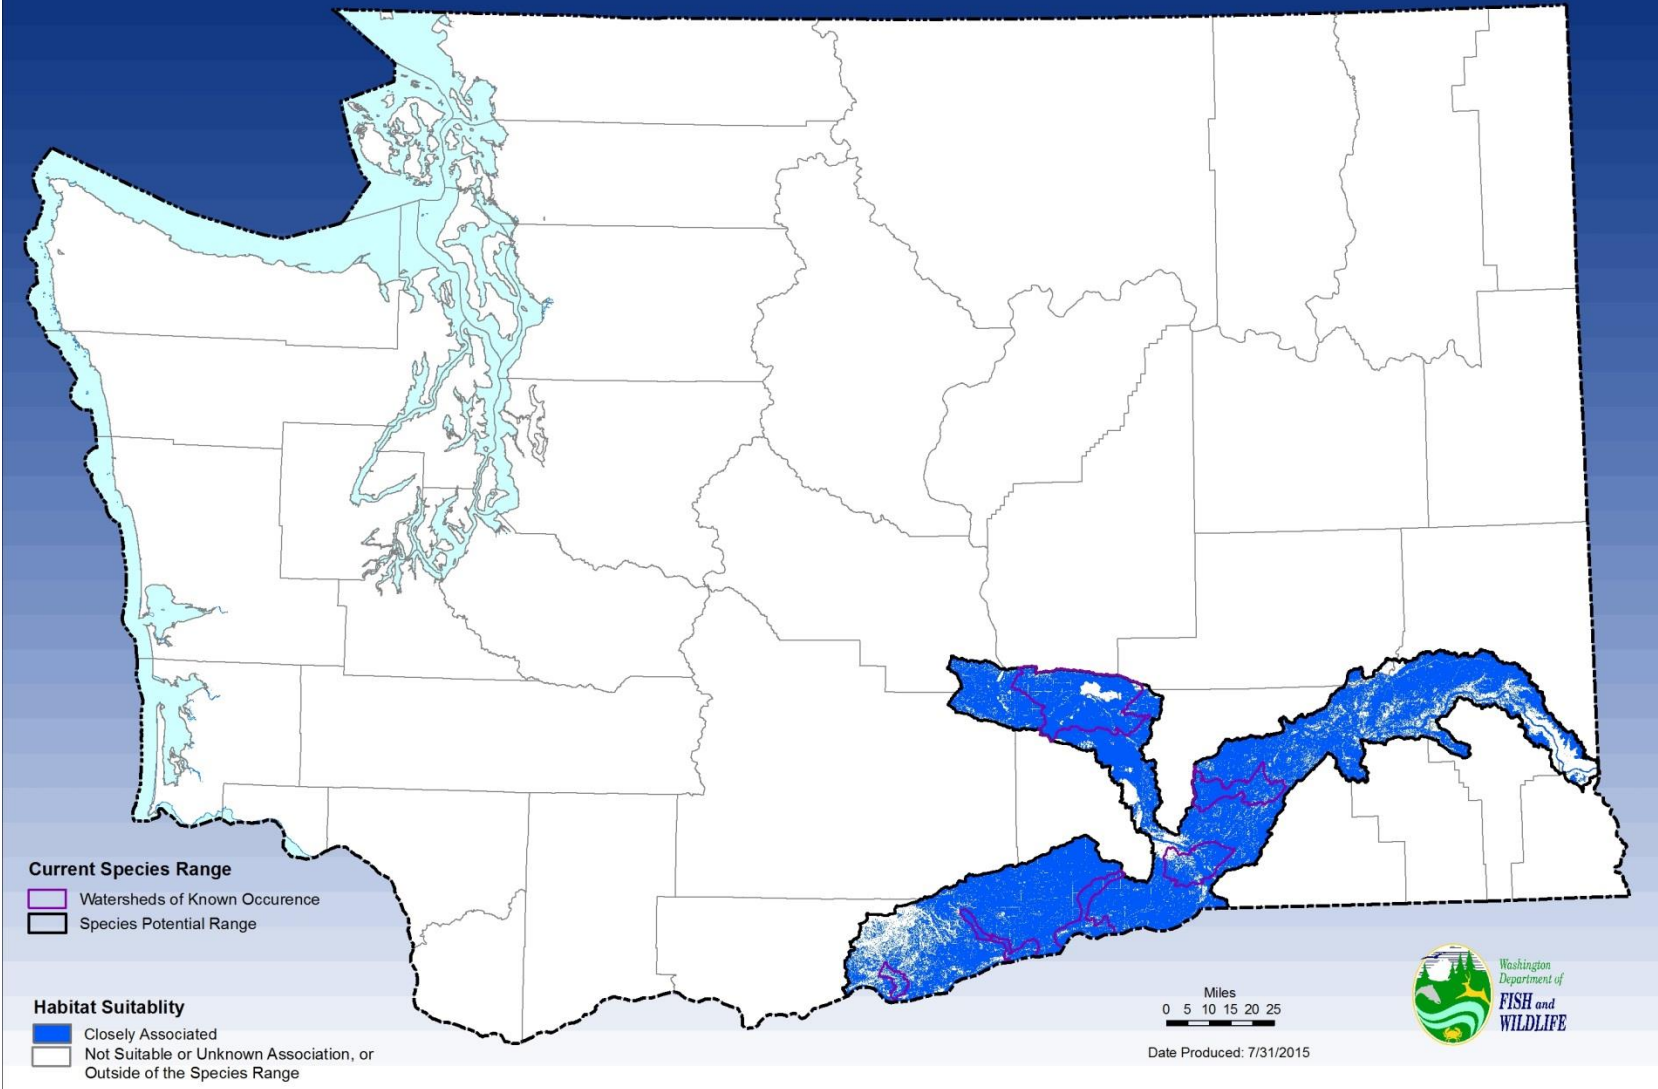 Current Species Range
Watersheds of Known Occurence
Species Potential Range
Habitat Suitablity
Closely Associated
Not Suitable or Unknown Association, or
Outside of the Species Range
Miles
0 5 10 15 20 25
Date Produced: 7/31/2015
Washington
Department of
FISH and
WILDLIFE